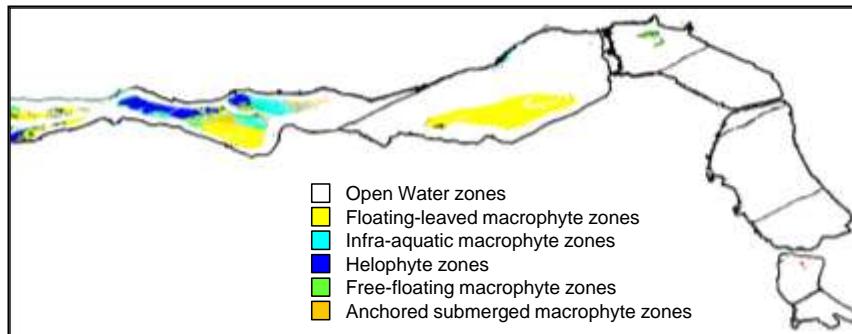 Open Water zones
Floating-leaved macrophyte zones
Infra-aquatic macrophyte zones
Helophyte zones
Free-floating macrophyte zones
Anchored submerged macrophyte zones